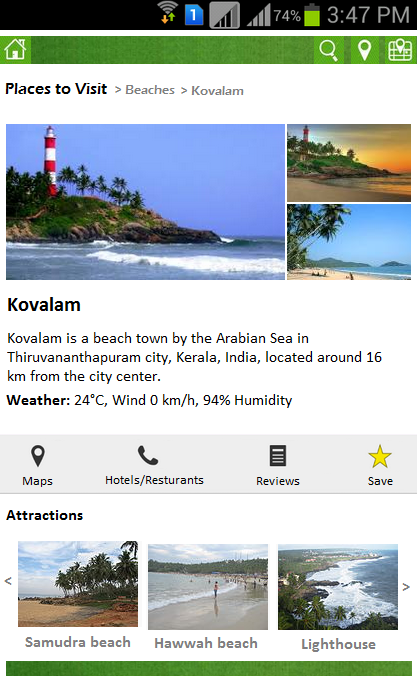 1 74% 3:47 PM
Places to Visit > Beaches > Kovalam
Kovalam
Kovalam is a beach town by the Arabian Sea in
Thiruvananthapuram city, Kerala, India, located around 16
km from the city center.
Weather: 24°C, Wind 0 km/h, 94% Humidity
Maps Hotels/Resturants Reviews Save
Attractions
< >
Samudra beach Hawwah beach Lighthouse